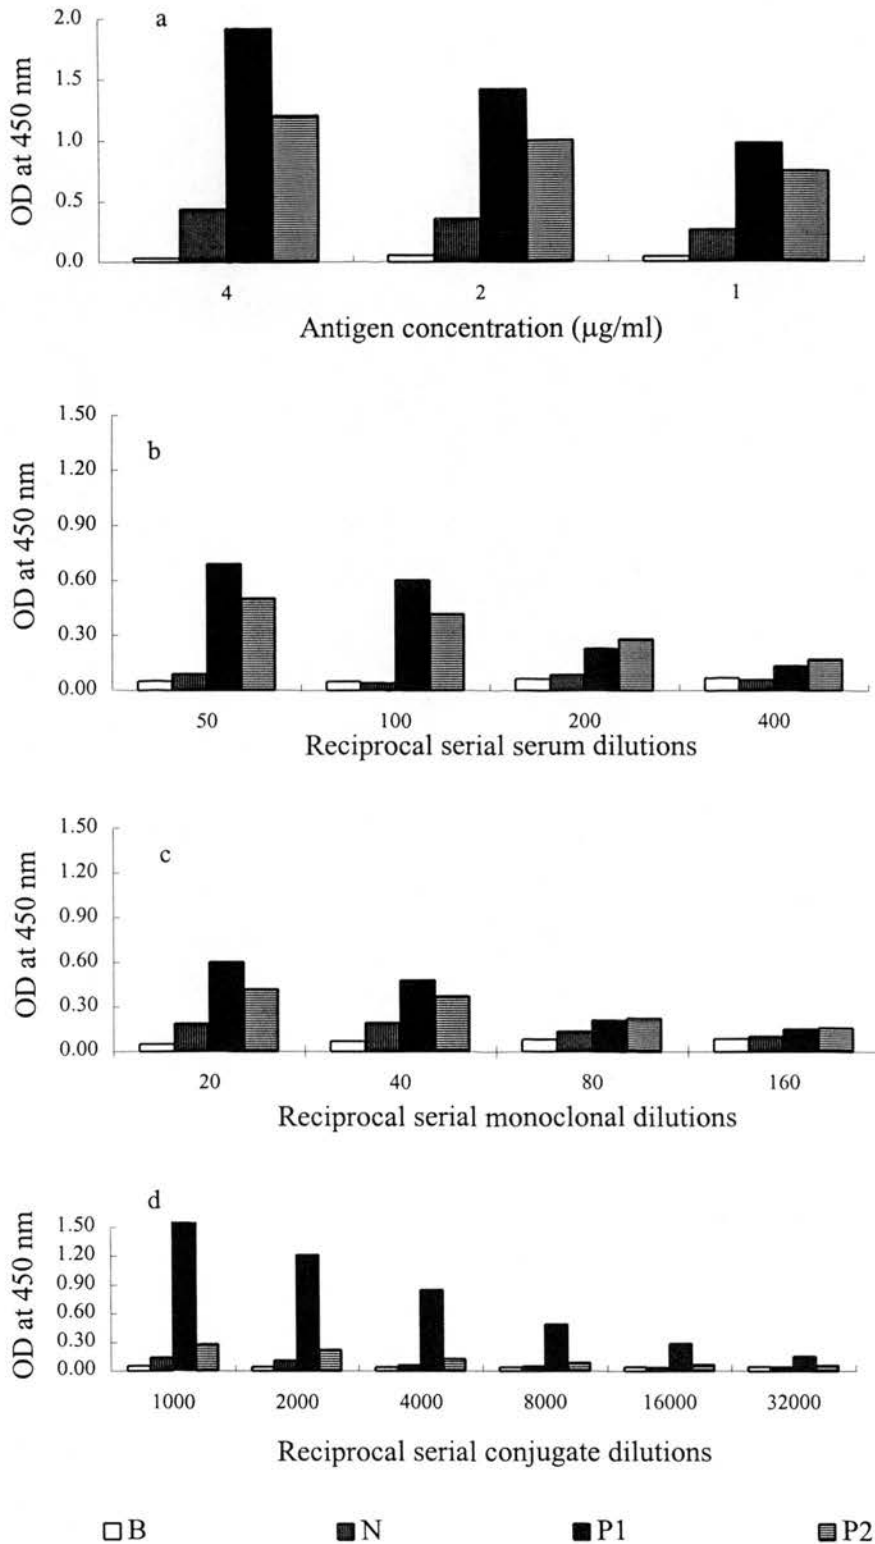 a
OD at 450 nm
2.0
1.5
1.0
0.5
0.0
4 2 1
Antigen concentration (µg/ml)
b
OD at 450 nm
1.50
1.20
0.90
0.60
0.30
0.00
50 100 200 400
Reciprocal serial serum dilutions
c
OD at 450 nm
1.50
1.20
0.90
0.60
0.30
0.00
20 40 80 160
Reciprocal serial monoclonal dilutions
d
OD at 450 nm
1.50
1.20
0.90
0.60
0.30
0.00
1000 2000 4000 8000 16000 32000
Reciprocal serial conjugate dilutions
B N P1 P2